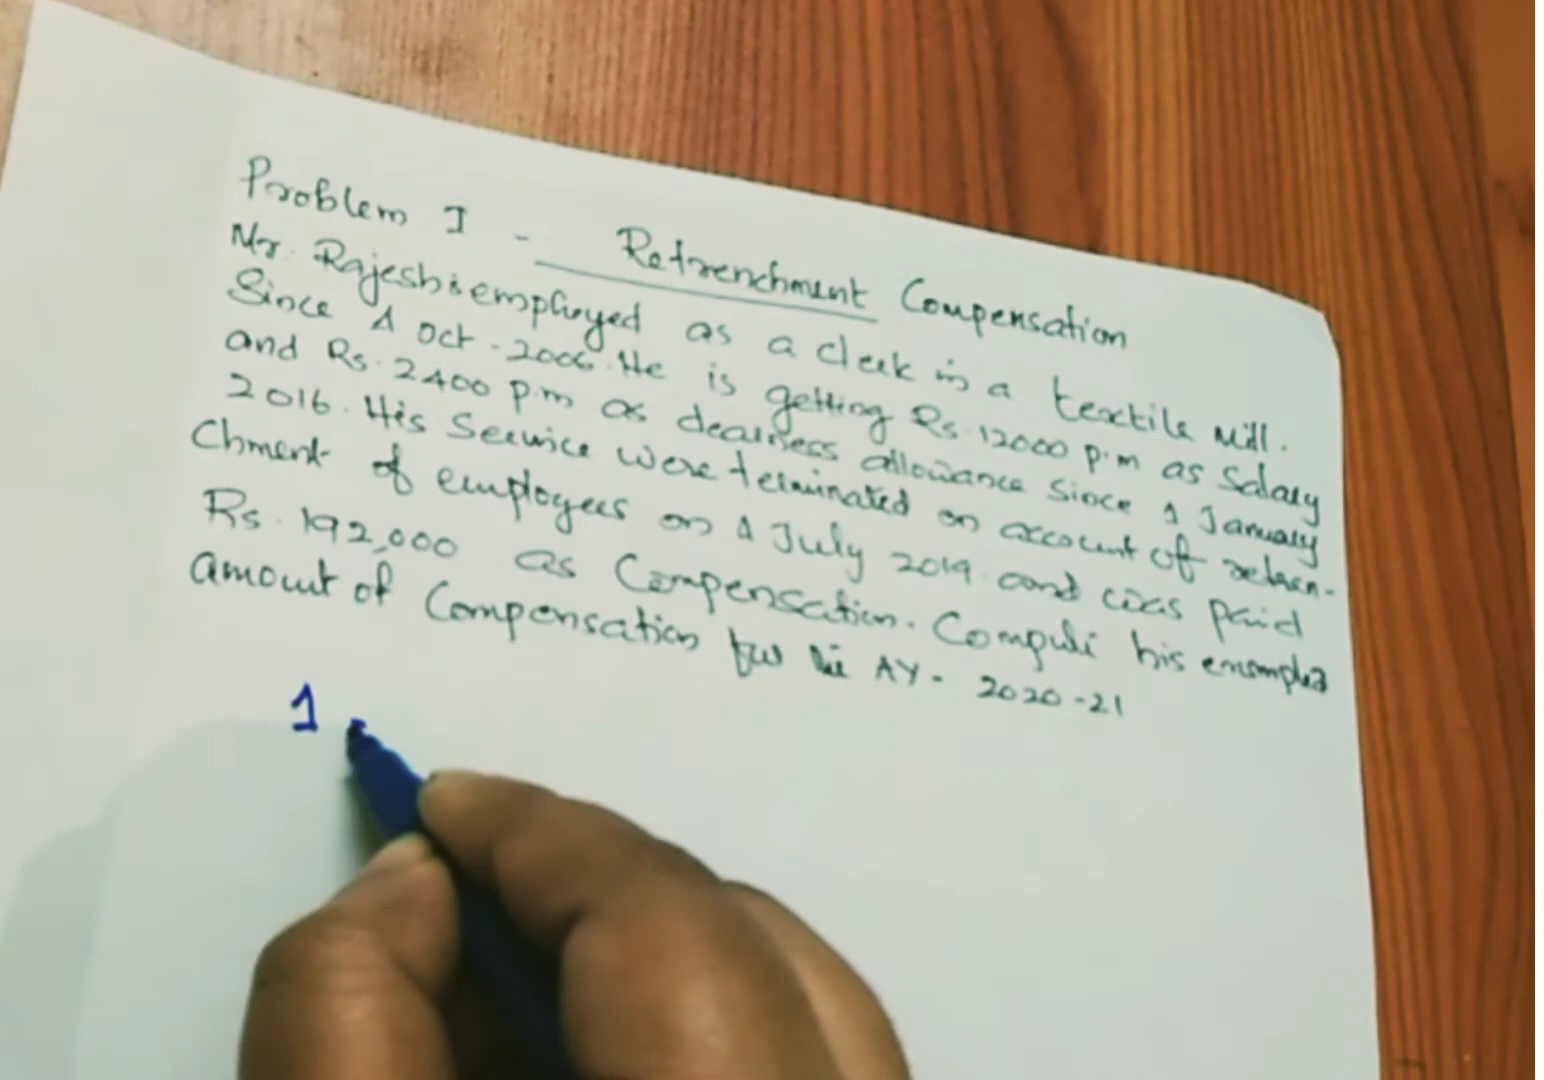 Problem I - Retrenchment Compensation
Mr. Rajesh is employed as a clerk in a textile Mill.
Since 1 Oct - 2006. He is getting Rs. 12000 p.m as Salary
and Rs. 2400 p.m as dearness allowance since 1 January
2016. His Service were terminated on account of retren-
chment of employees on 1 July 2019 and was paid
Rs. 192,000 as Compensation. Compute his exempted
amount of Compensation for the AY - 2020-21
1